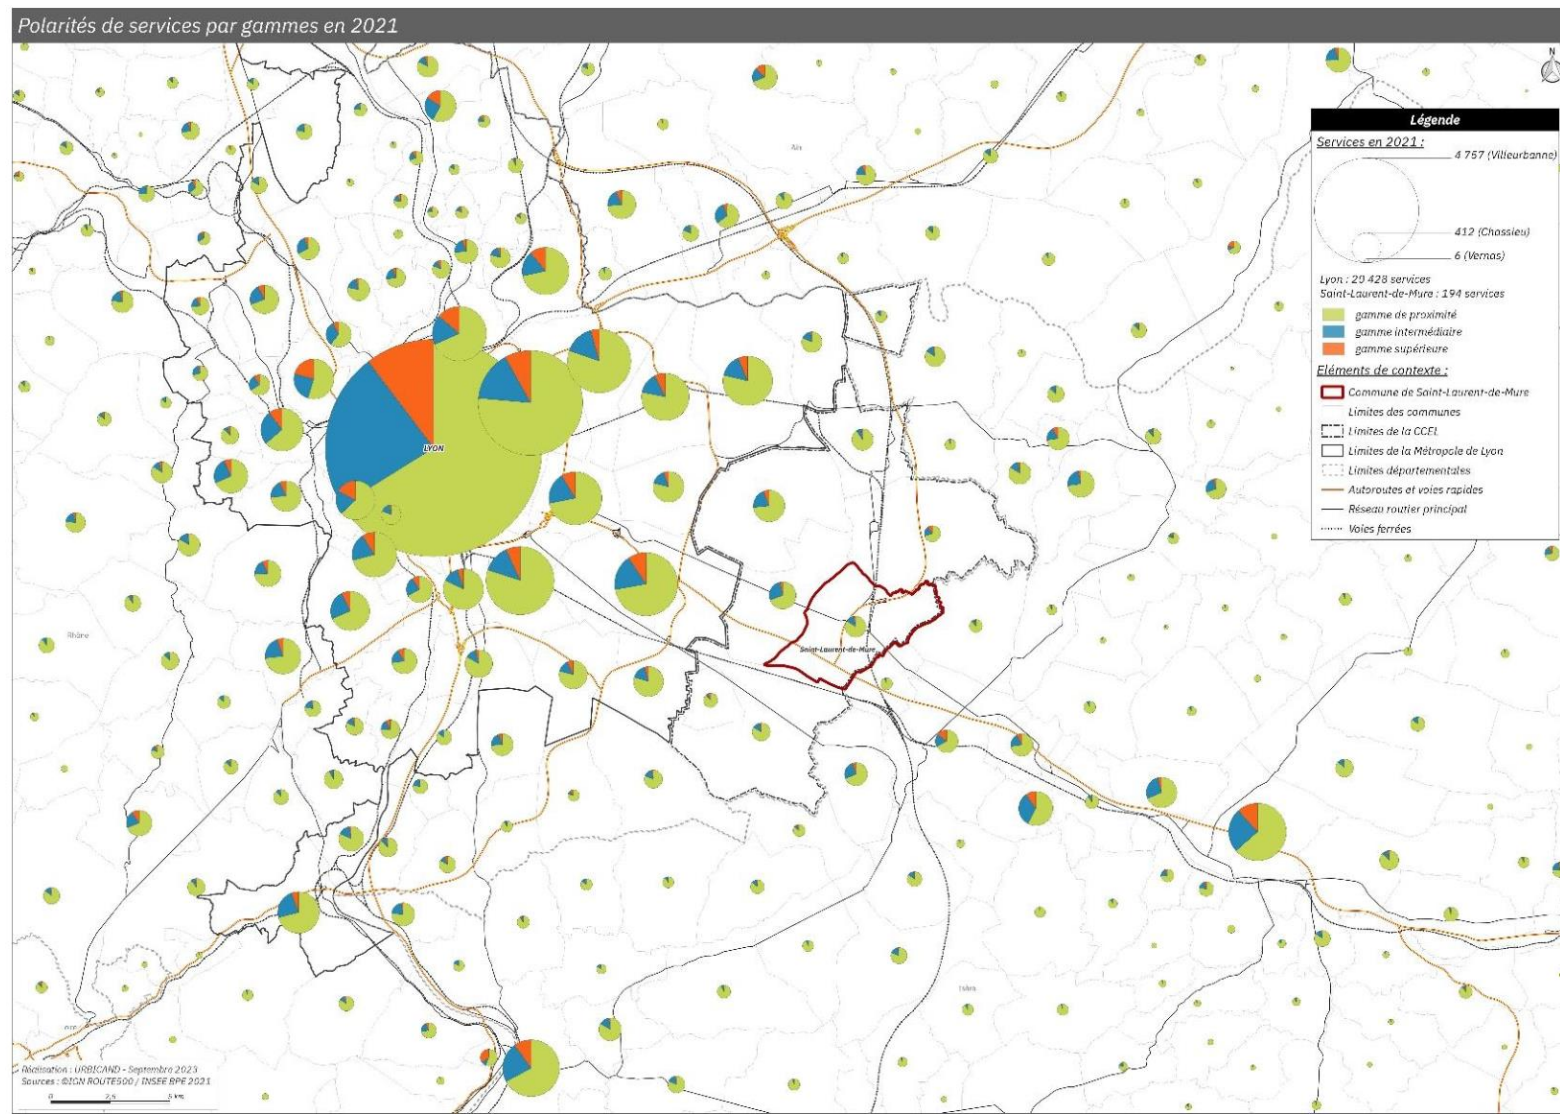 Polarités de services par gammes en 2021
N
Légende
Services en 2021 :
4 757 (Villeurbanne)
412 (Chassieu)
6 (Vernas)
Lyon : 20 428 services
Saint-Laurent-de-Mure : 194 services
gamme de proximité
gamme intermédiaire
gamme supérieure
Eléments de contexte :
Commune de Saint-Laurent-de-Mure
Limites des communes
Limites de la CCEL
Limites de la Métropole de Lyon
Limites départementales
Autoroutes et voies rapides
Réseau routier principal
Voies ferrées
Ain
LYON
Rhône
Saint-Laurent-de-Mure
Isère
Réalisation : URBICAND - Septembre 2023
Sources : ©IGN ROUTE500 / INSEE BPE 2021
0 2,5 5 km